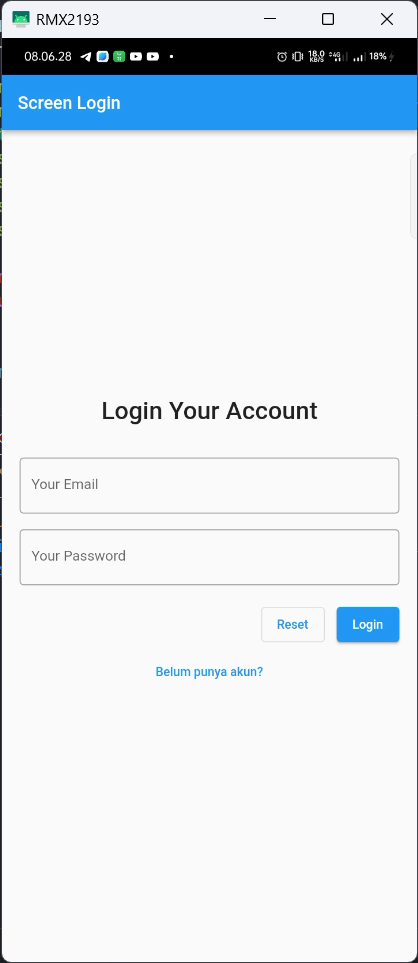 RMX2193
08.06.28 18.0 KB/S 4G 18%
Screen Login
Login Your Account
Your Email
Your Password
Reset Login
Belum punya akun?